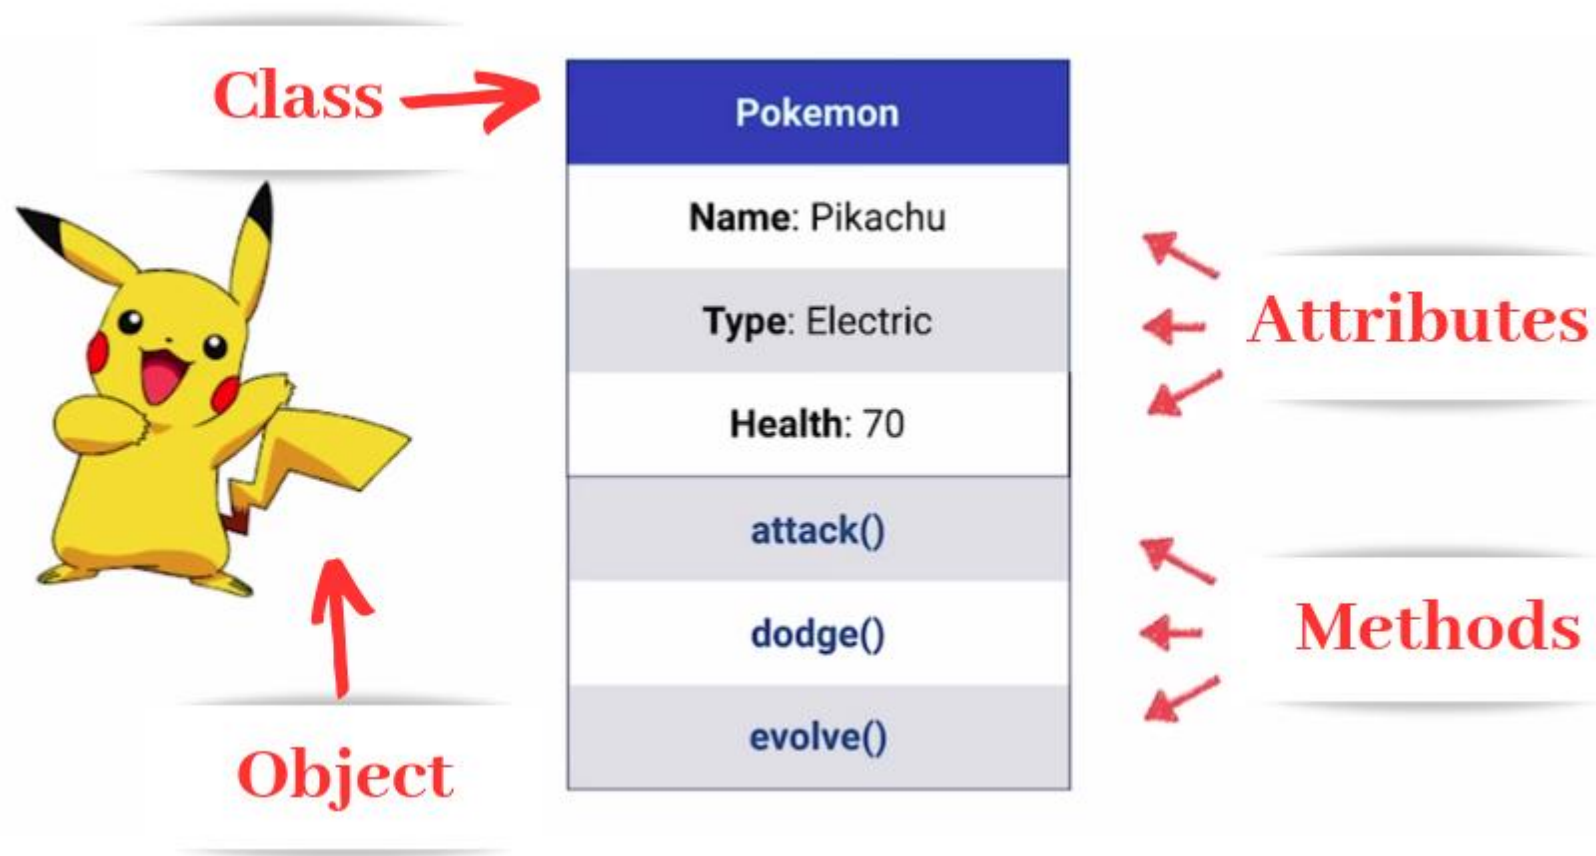 Class
Pokemon
Name: Pikachu
Type: Electric
Health: 70
Attributes
attack()
dodge()
evolve()
Methods
Object